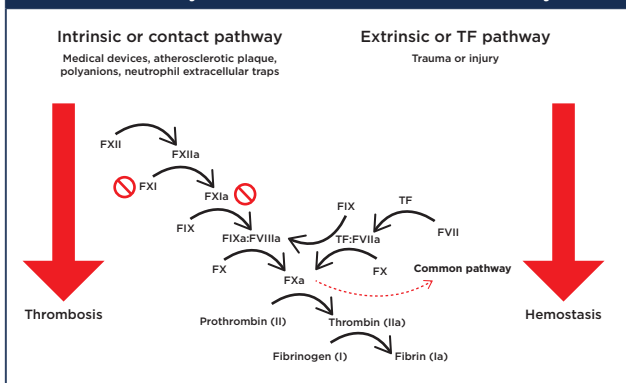 Intrinsic or contact pathway
Medical devices, atherosclerotic plaque,
polyanions, neutrophil extracellular traps
Extrinsic or TF pathway
Trauma or injury
FXII
FXIIa
FXI
FXIa
FIX
FIXa:FVIIIa
FIX
TF
TF:FVIIa
FVII
FX
FXa
FX
Common pathway
Thrombosis
Hemostasis
Prothrombin (II)
Thrombin (IIa)
Fibrinogen (I)
Fibrin (Ia)